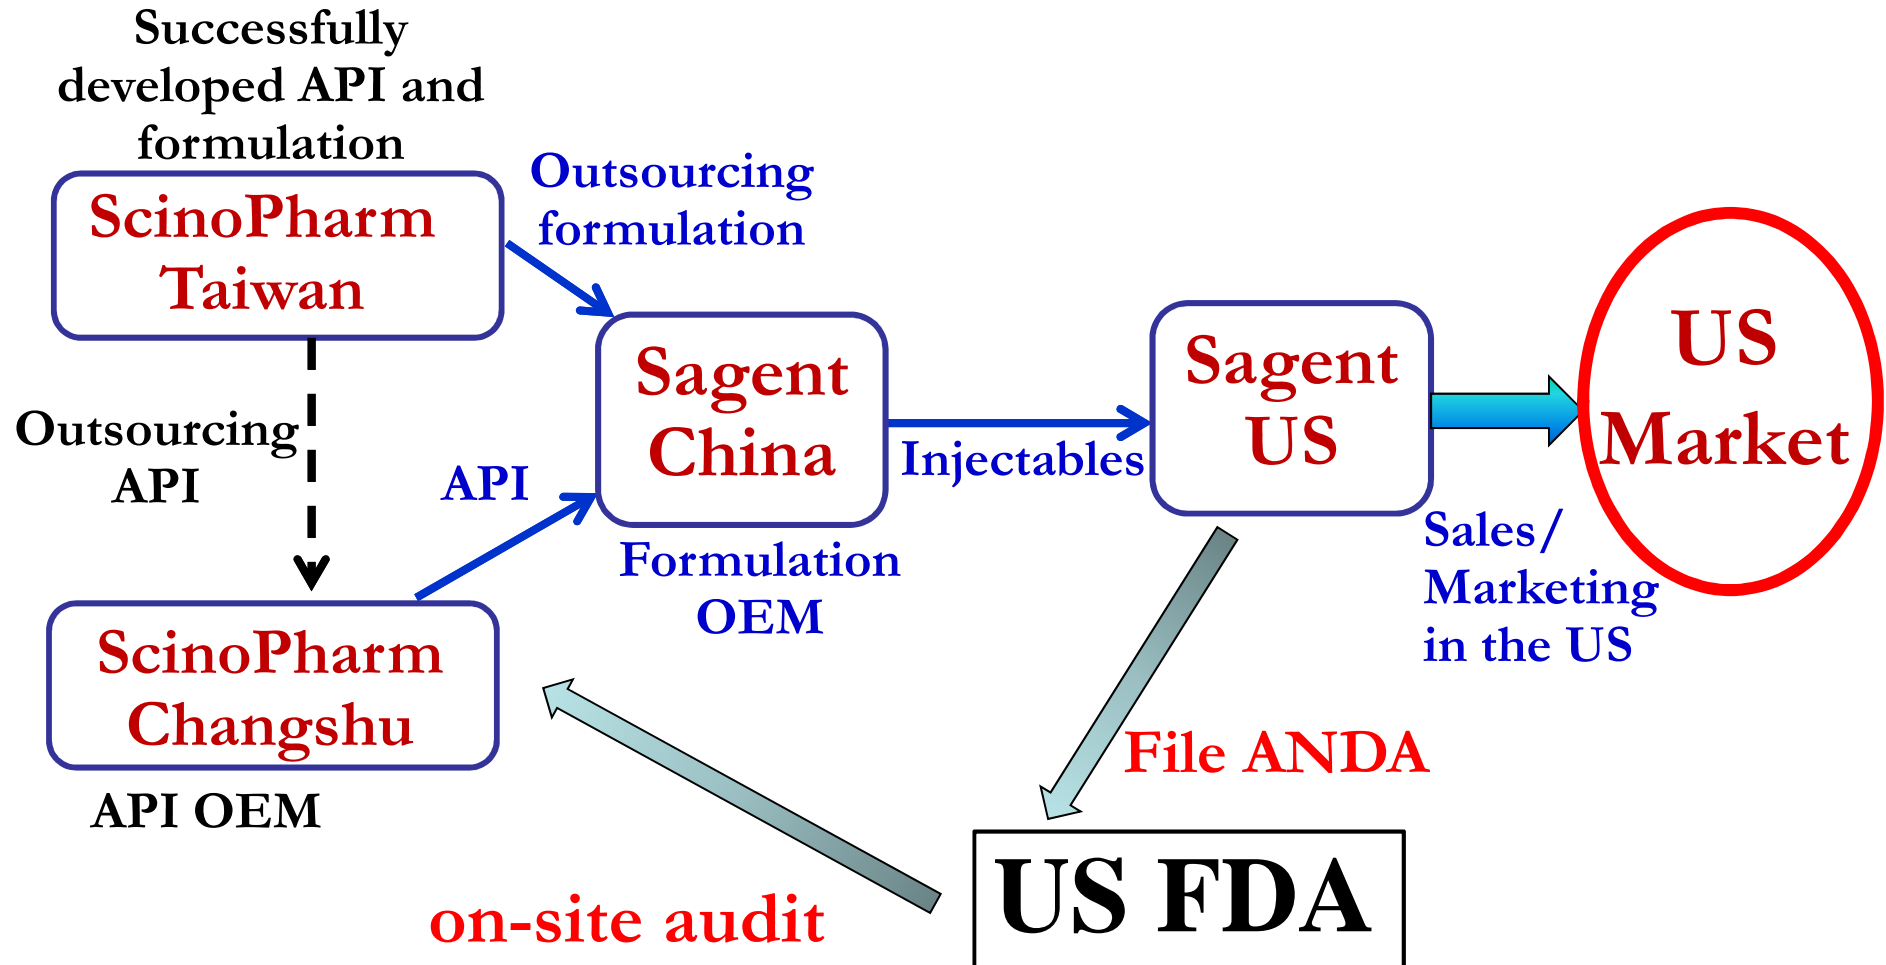 Successfully
developed API and
formulation
ScinoPharm
Taiwan
Outsourcing
formulation
Outsourcing
API
API
Sagent
China
Formulation
OEM
Injectables
Sagent
US
US
Market
Sales/
Marketing
in the US
ScinoPharm
Changshu
API OEM
File ANDA
on-site audit
US FDA